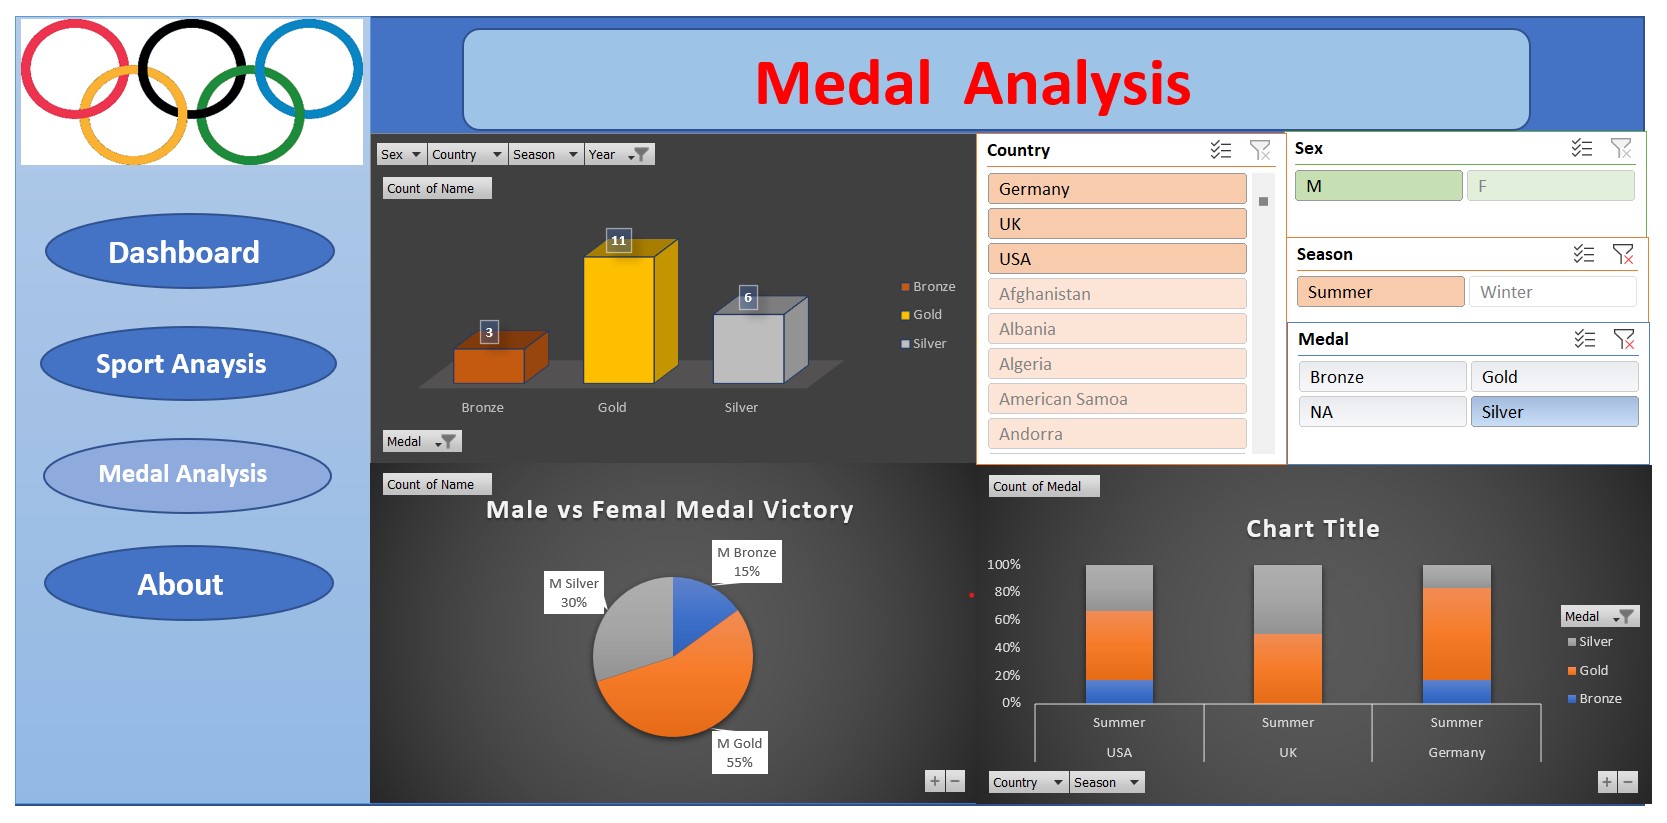 Medal Analysis
Dashboard
Sport Anaysis
Medal Analysis
About
Sex Country Season Year
Count of Name
3
11
6
Bronze
Gold
Silver
Bronze Gold Silver
Medal
Country
Germany
UK
USA
Afghanistan
Albania
Algeria
American Samoa
Andorra
Sex
M F
Season
Summer Winter
Medal
Bronze Gold
NA Silver
Count of Name
Male vs Femal Medal Victory
M Bronze
15%
M Silver
30%
M Gold
55%
+ −
Count of Medal
Chart Title
100%
80%
60%
40%
20%
0%
Summer Summer Summer
USA UK Germany
Medal
Silver
Gold
Bronze
Country Season
+ −